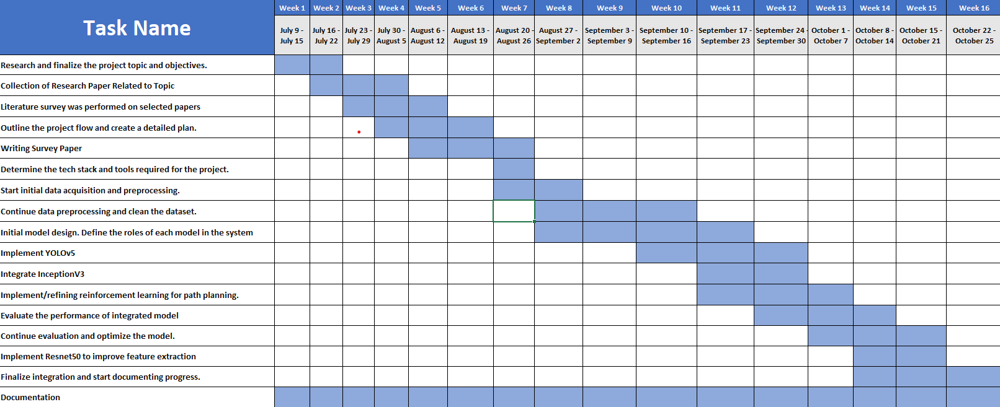 Task Name
Week 1 Week 2 Week 3 Week 4 Week 5 Week 6 Week 7 Week 8 Week 9 Week 10 Week 11 Week 12 Week 13 Week 14 Week 15 Week 16
July 9 - July 16 - July 23 - July 30 - August 6 - August 13 - August 20 - August 27 - September 3 - September 10 - September 17 - September 24 - October 1 - October 8 - October 15 - October 22 -
July 15 July 22 July 29 August 5 August 12 August 19 August 26 September 2 September 9 September 16 September 23 September 30 October 7 October 14 October 21 October 25
Research and finalize the project topic and objectives.
Collection of Research Paper Related to Topic
Literature survey was performed on selected papers
Outline the project flow and create a detailed plan.
Writing Survey Paper
Determine the tech stack and tools required for the project.
Start initial data acquisition and preprocessing.
Continue data preprocessing and clean the dataset.
Initial model design. Define the roles of each model in the system
Implement YOLOv5
Integrate InceptionV3
Implement/refining reinforcement learning for path planning.
Evaluate the performance of integrated model
Continue evaluation and optimize the model.
Implement Resnet50 to improve feature extraction
Finalize integration and start documenting progress.
Documentation